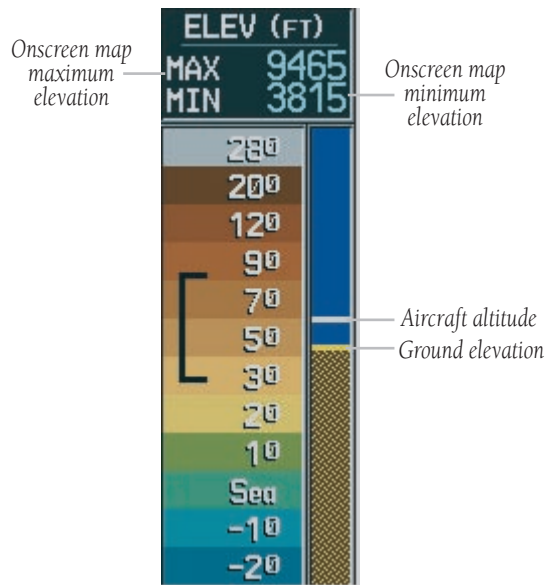 ELEV (FT)
MAX 9465
MIN 3815
Onscreen map
maximum
elevation
Onscreen map
minimum
elevation
280
200
120
90
70
50
30
20
10
Sea
-10
-20
Aircraft altitude
Ground elevation